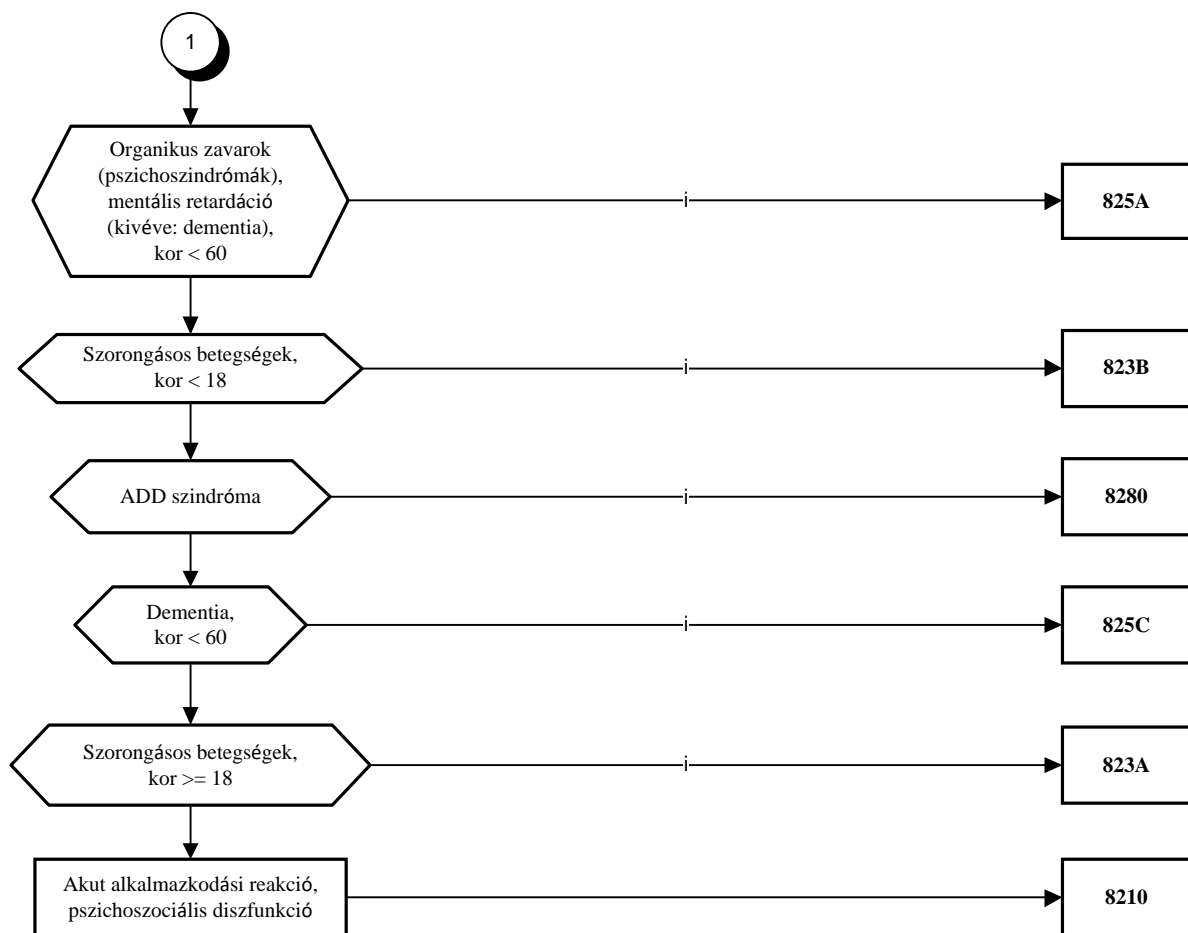 1
Organikus zavarok
(pszichoszindrómák),
mentális retardáció
(kivéve: dementia),
kor < 60
i
825A
Szorongásos betegségek,
kor < 18
i
823B
ADD szindróma
i
8280
Dementia,
kor < 60
i
825C
Szorongásos betegségek,
kor >= 18
i
823A
Akut alkalmazkodási reakció,
pszichoszociális diszfunkció
8210